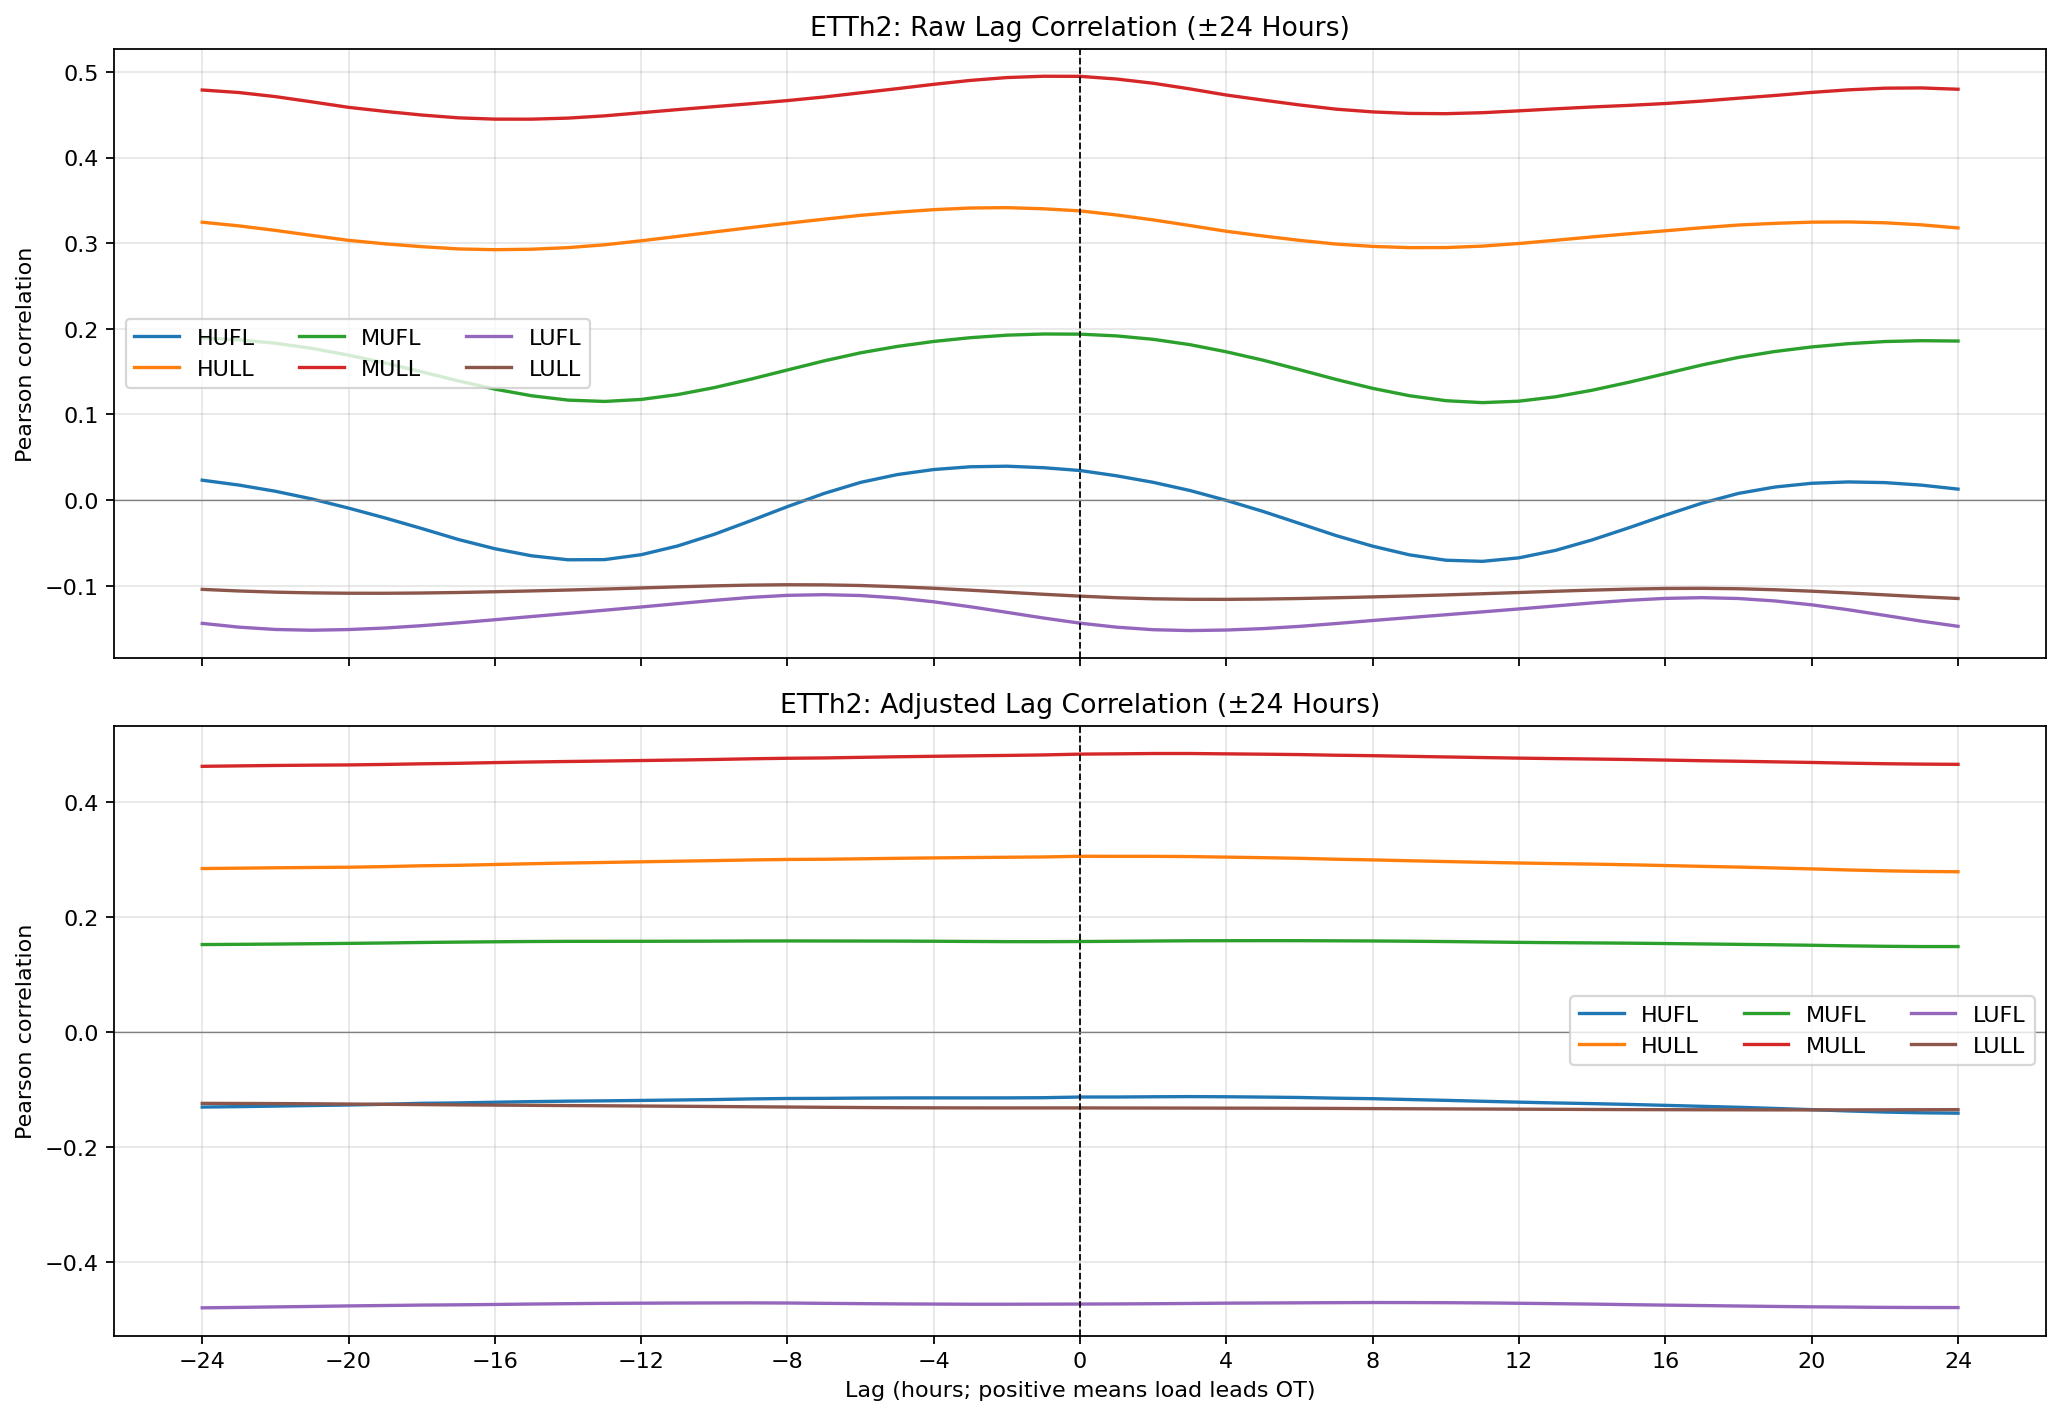 ETTh2: Raw Lag Correlation (±24 Hours)
Pearson correlation
0.5
0.4
0.3
0.2
0.1
0.0
−0.1
HUFL MUFL LUFL
HULL MULL LULL
ETTh2: Adjusted Lag Correlation (±24 Hours)
Pearson correlation
0.4
0.2
0.0
−0.2
−0.4
HUFL MUFL LUFL
HULL MULL LULL
−24 −20 −16 −12 −8 −4 0 4 8 12 16 20 24
Lag (hours; positive means load leads OT)